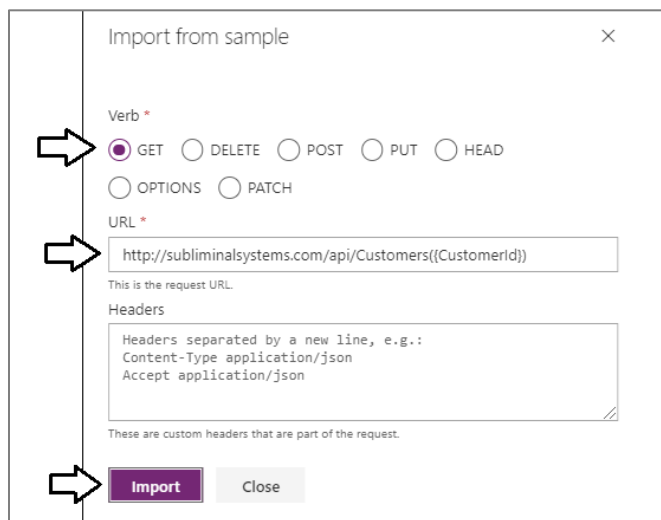 Import from sample
Verb *
GET DELETE POST PUT HEAD
OPTIONS PATCH
URL *
http://subliminalsystems.com/api/Customers({CustomerId})
This is the request URL.
Headers
Headers separated by a new line, e.g.:
Content-Type application/json
Accept application/json
These are custom headers that are part of the request.
Import Close